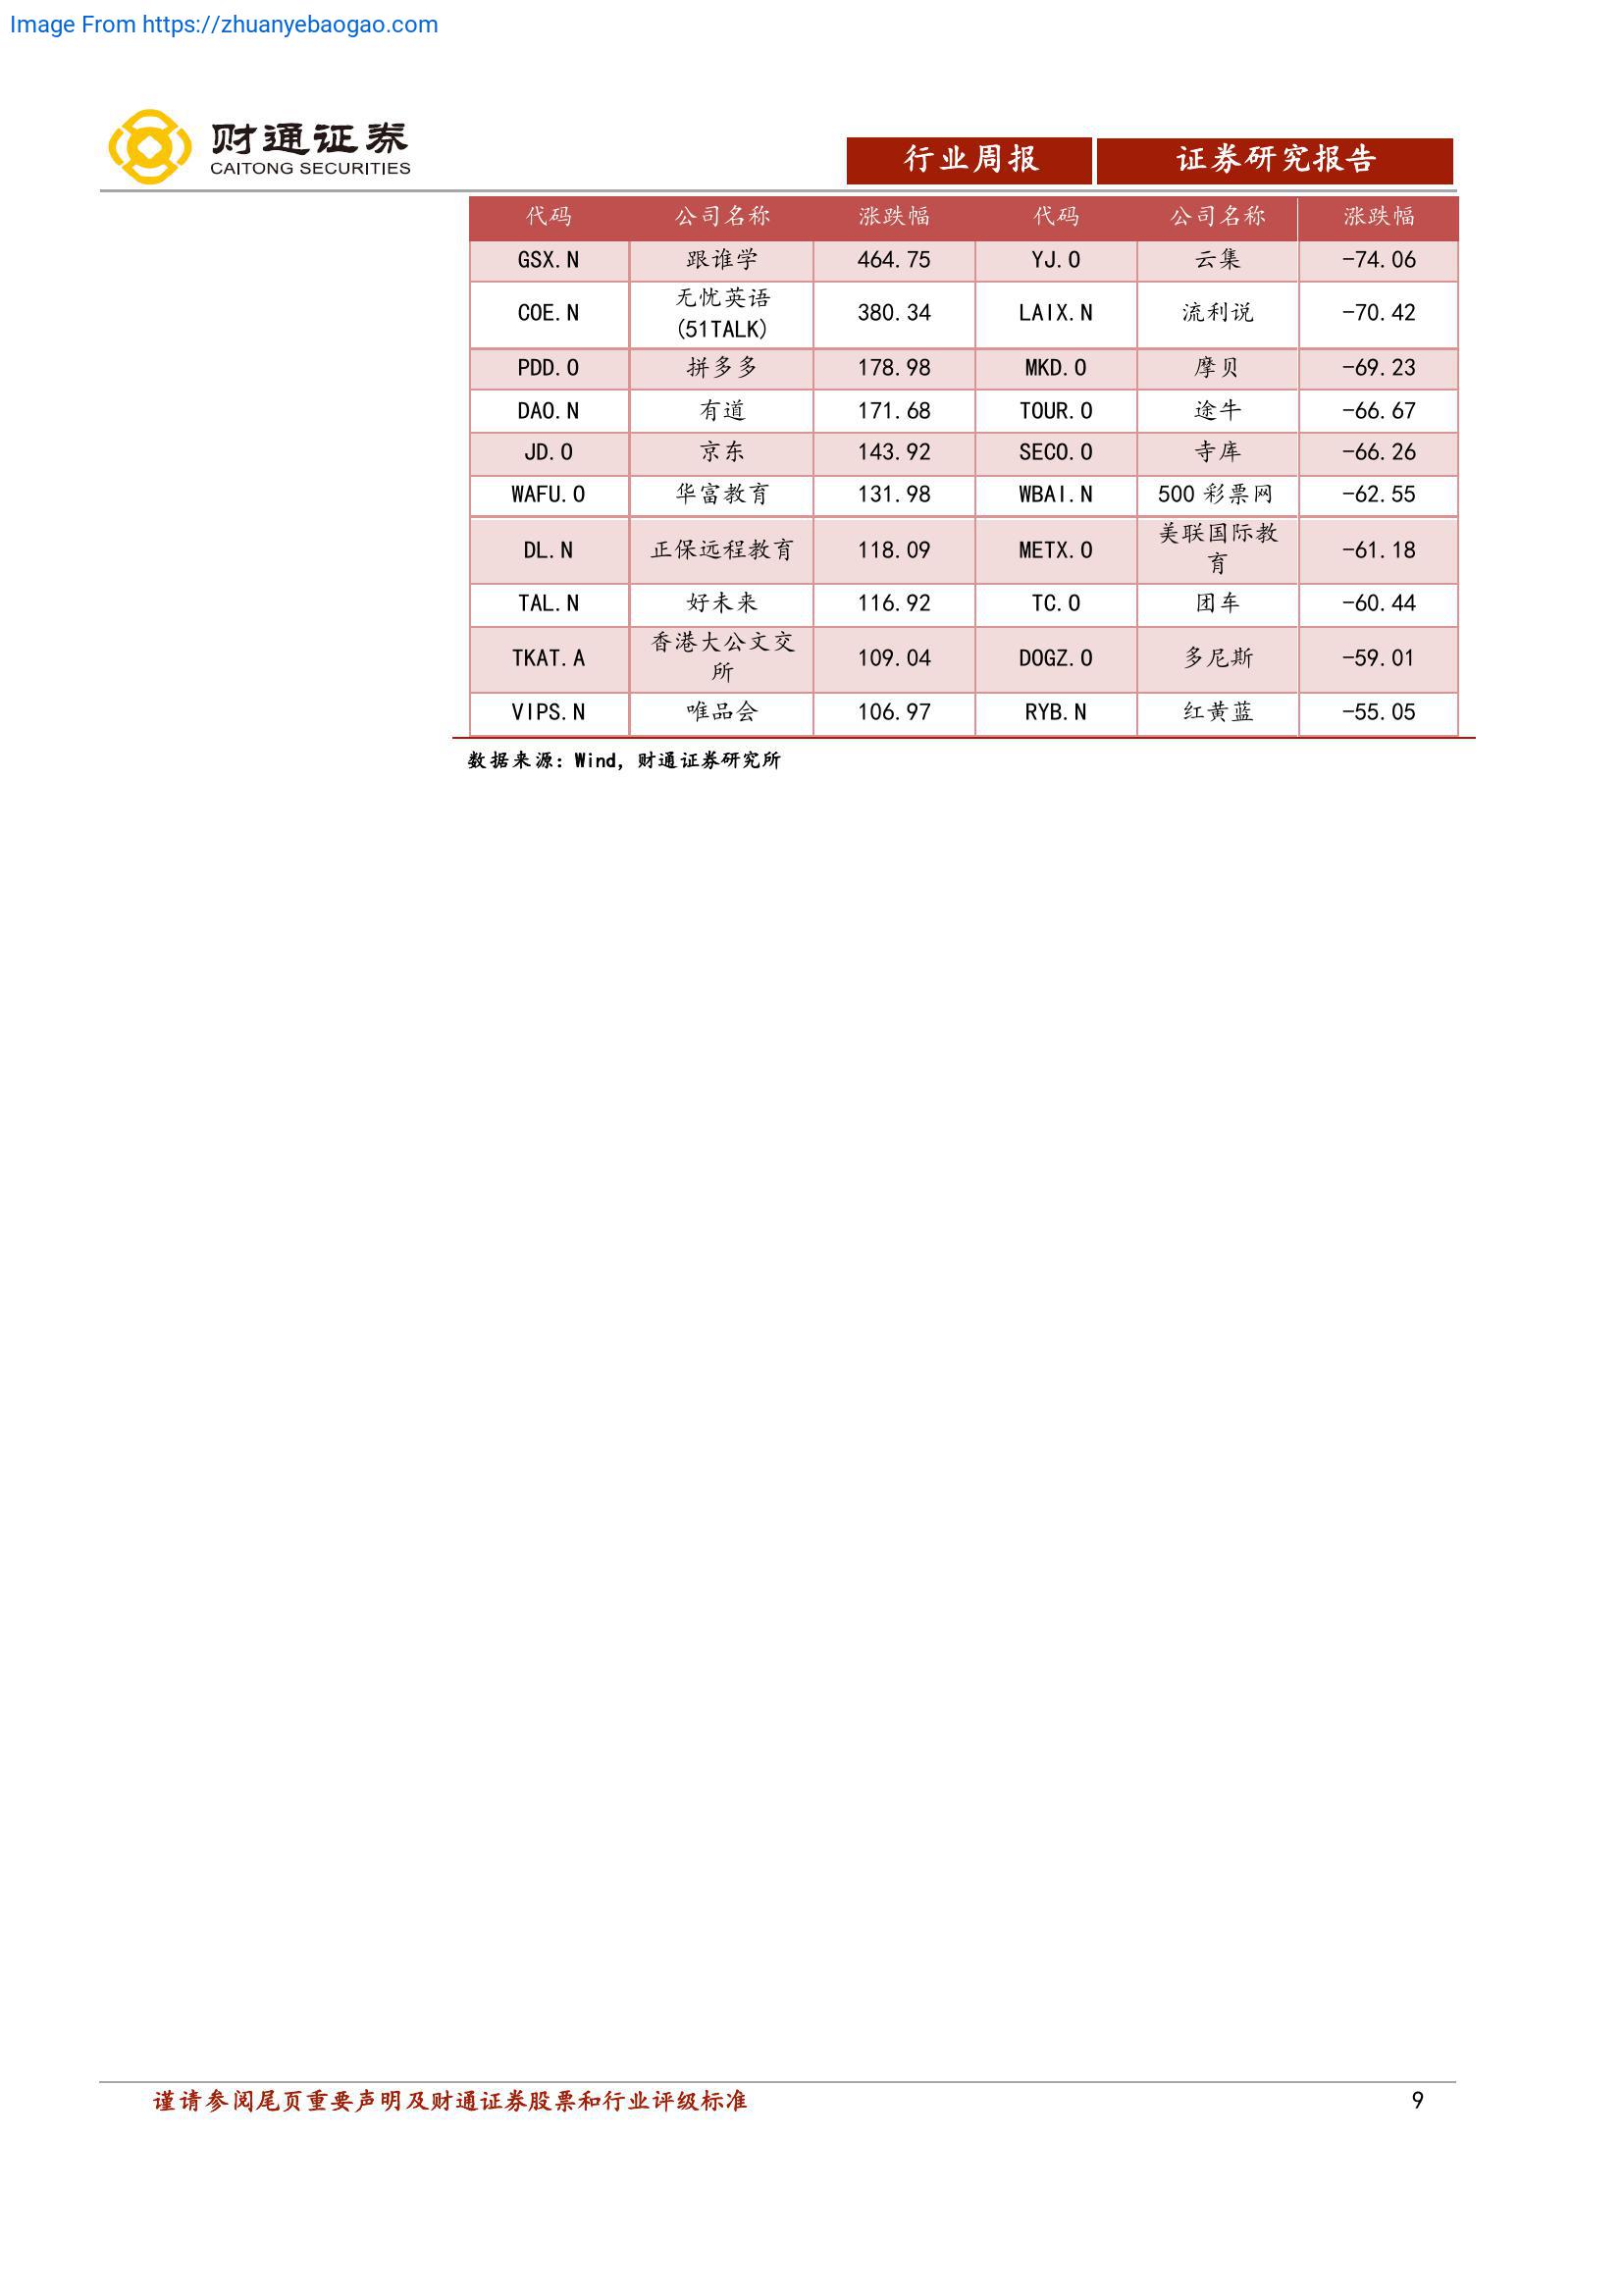 Image From https://zhuanyebaogao.com
财通证券
CAITONG SECURITIES
行业周报 证券研究报告
代码 公司名称 涨跌幅 代码 公司名称 涨跌幅
GSX.N 跟谁学 464.75 YJ.O 云集 -74.06
COE.N 无忧英语
(51TALK) 380.34 LAIX.N 流利说 -70.42
PDD.O 拼多多 178.98 MKD.O 摩贝 -69.23
DAO.N 有道 171.68 TOUR.O 途牛 -66.67
JD.O 京东 143.92 SECO.O 寺库 -66.26
WAFU.O 华富教育 131.98 WBAI.N 500 彩票网 -62.55
DL.N 正保远程教育 118.09 METX.O 美联国际教
育 -61.18
TAL.N 好未来 116.92 TC.O 团车 -60.44
TKAT.A 香港大公文交
所 109.04 DOGZ.O 多尼斯 -59.01
VIPS.N 唯品会 106.97 RYB.N 红黄蓝 -55.05
数据来源：Wind，财通证券研究所
谨请参阅尾页重要声明及财通证券股票和行业评级标准 9